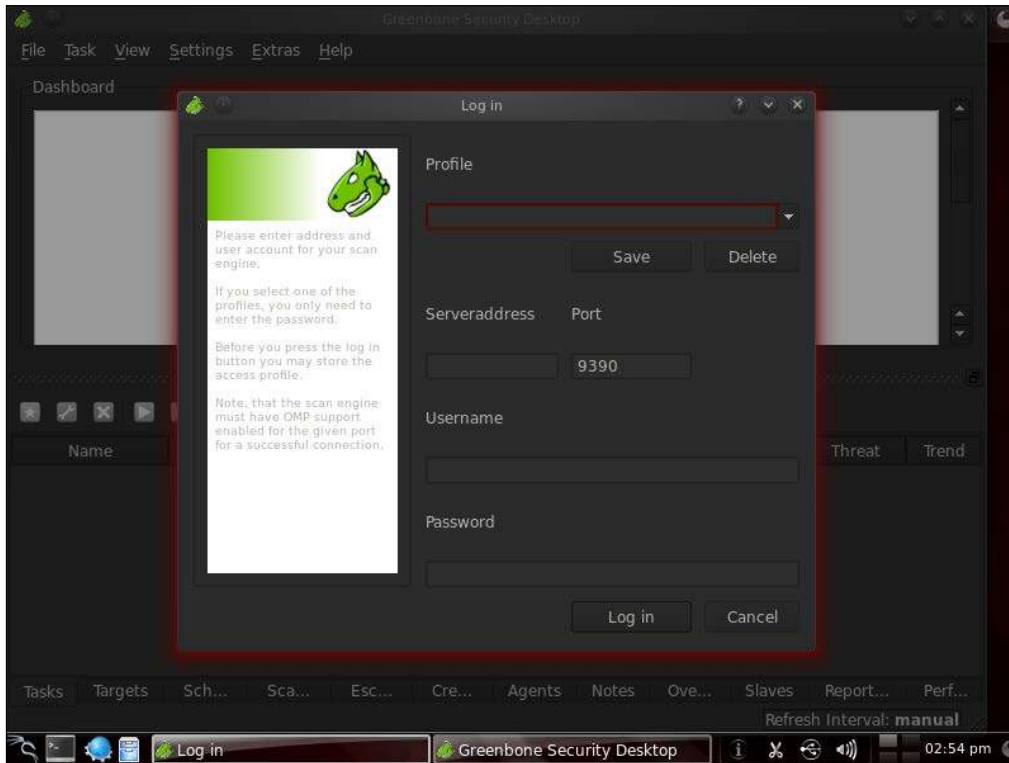 Greenbone Security Desktop
File Task View Settings Extras Help
Dashboard
Log in
Profile
Please enter address and
user account for your scan
engine.
If you select one of the
profiles, you only need to
enter the password.
Before you press the log in
button you may store the
access profile.
Note, that the scan engine
must have OMP support
enabled for the given port
for a successful connection.
Save Delete
Serveraddress Port
9390
Username
Password
Log in Cancel
Name Threat Trend
Tasks Targets Sch... Sca... Esc... Cre... Agents Notes Ove... Slaves Report... Perf...
Refresh Interval: manual
Log in Greenbone Security Desktop 02:54 pm